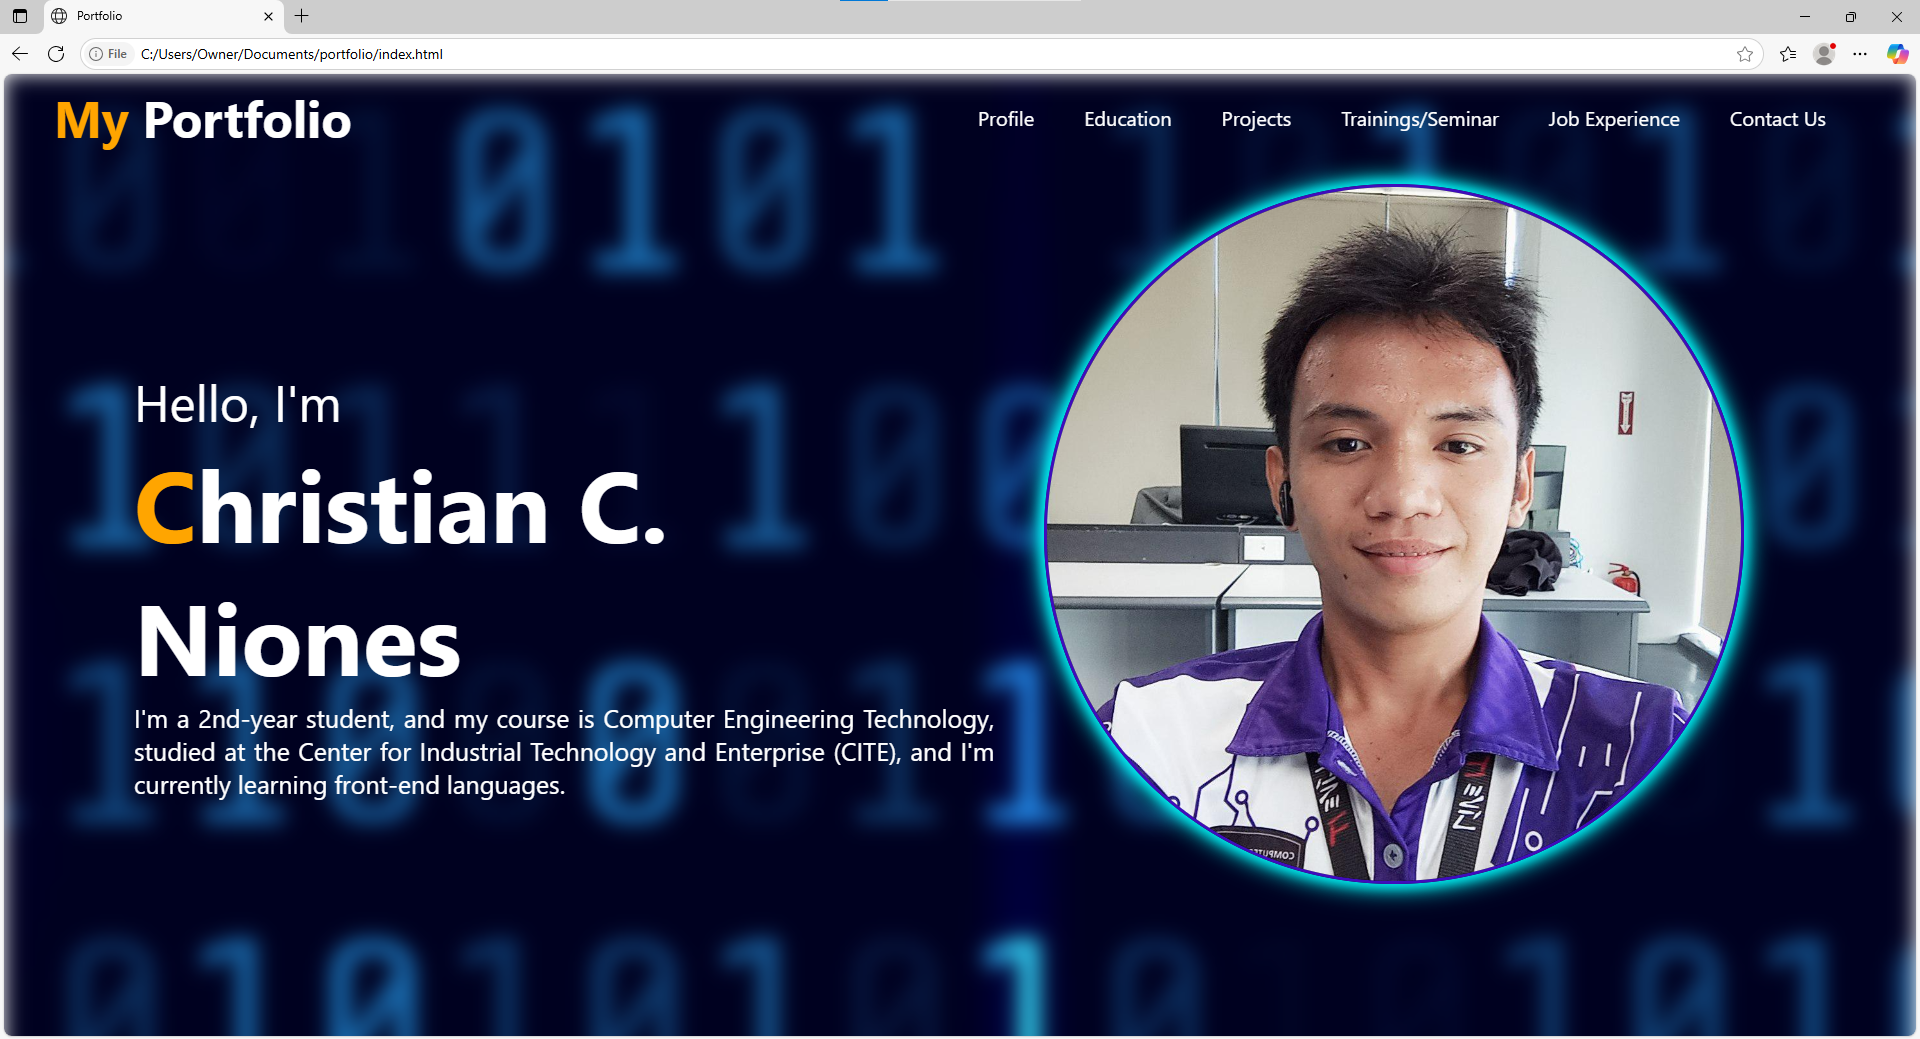 Portfolio
File C:/Users/Owner/Documents/portfolio/index.html
My Portfolio
Profile Education Projects Trainings/Seminar Job Experience Contact Us
Hello, I'm
Christian C.
Niones
I'm a 2nd-year student, and my course is Computer Engineering Technology,
studied at the Center for Industrial Technology and Enterprise (CITE), and I'm
currently learning front-end languages.